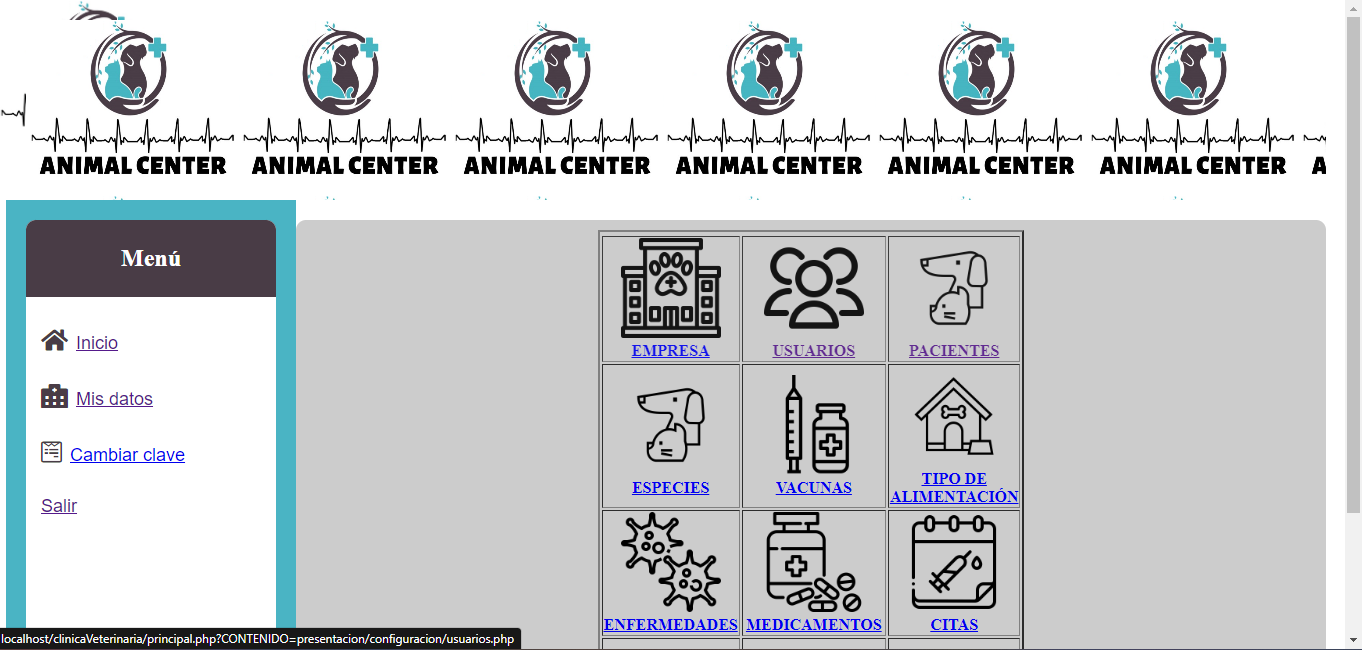 ANIMAL CENTER ANIMAL CENTER ANIMAL CENTER ANIMAL CENTER ANIMAL CENTER ANIMAL CENTER A
Menú
Inicio
Mis datos
Cambiar clave
Salir
EMPRESA USUARIOS PACIENTES
ESPECIES VACUNAS TIPO DE
ALIMENTACIÓN
ENFERMEDADES MEDICAMENTOS CITAS
localhost/clinicaVeterinaria/principal.php?CONTENIDO=presentacion/configuracion/usuarios.php